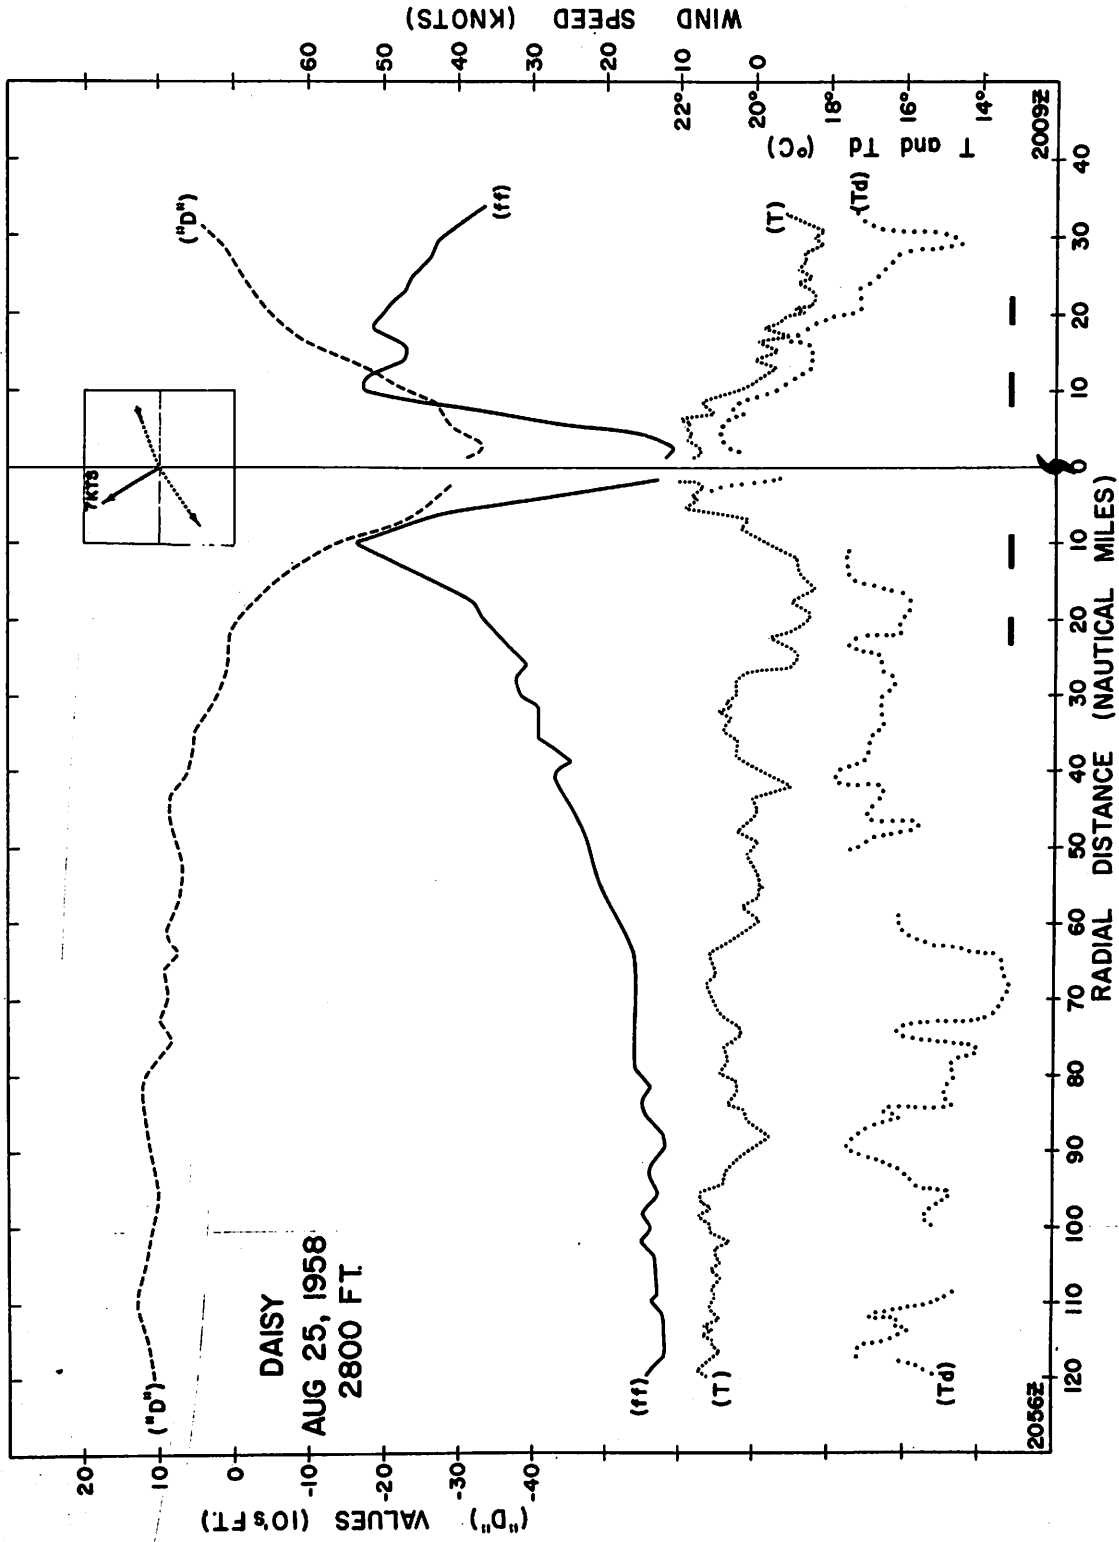 DAISY
AUG 25, 1958
2800 FT.
("D") VALUES (10's FT.)
20
10
0
-10
-20
-30
-40
WIND SPEED (KNOTS)
60
50
40
30
20
10
0
T and Td (°C)
22°
20°
18°
16°
14°
7KTS
("D")
("D")
(ff)
(ff)
(T)
(T)
(Td)
(Td)
2056Z
2009Z
120 110 100 90 80 70 60 50 40 30 20 10 0 10 20 30 40
RADIAL DISTANCE (NAUTICAL MILES)